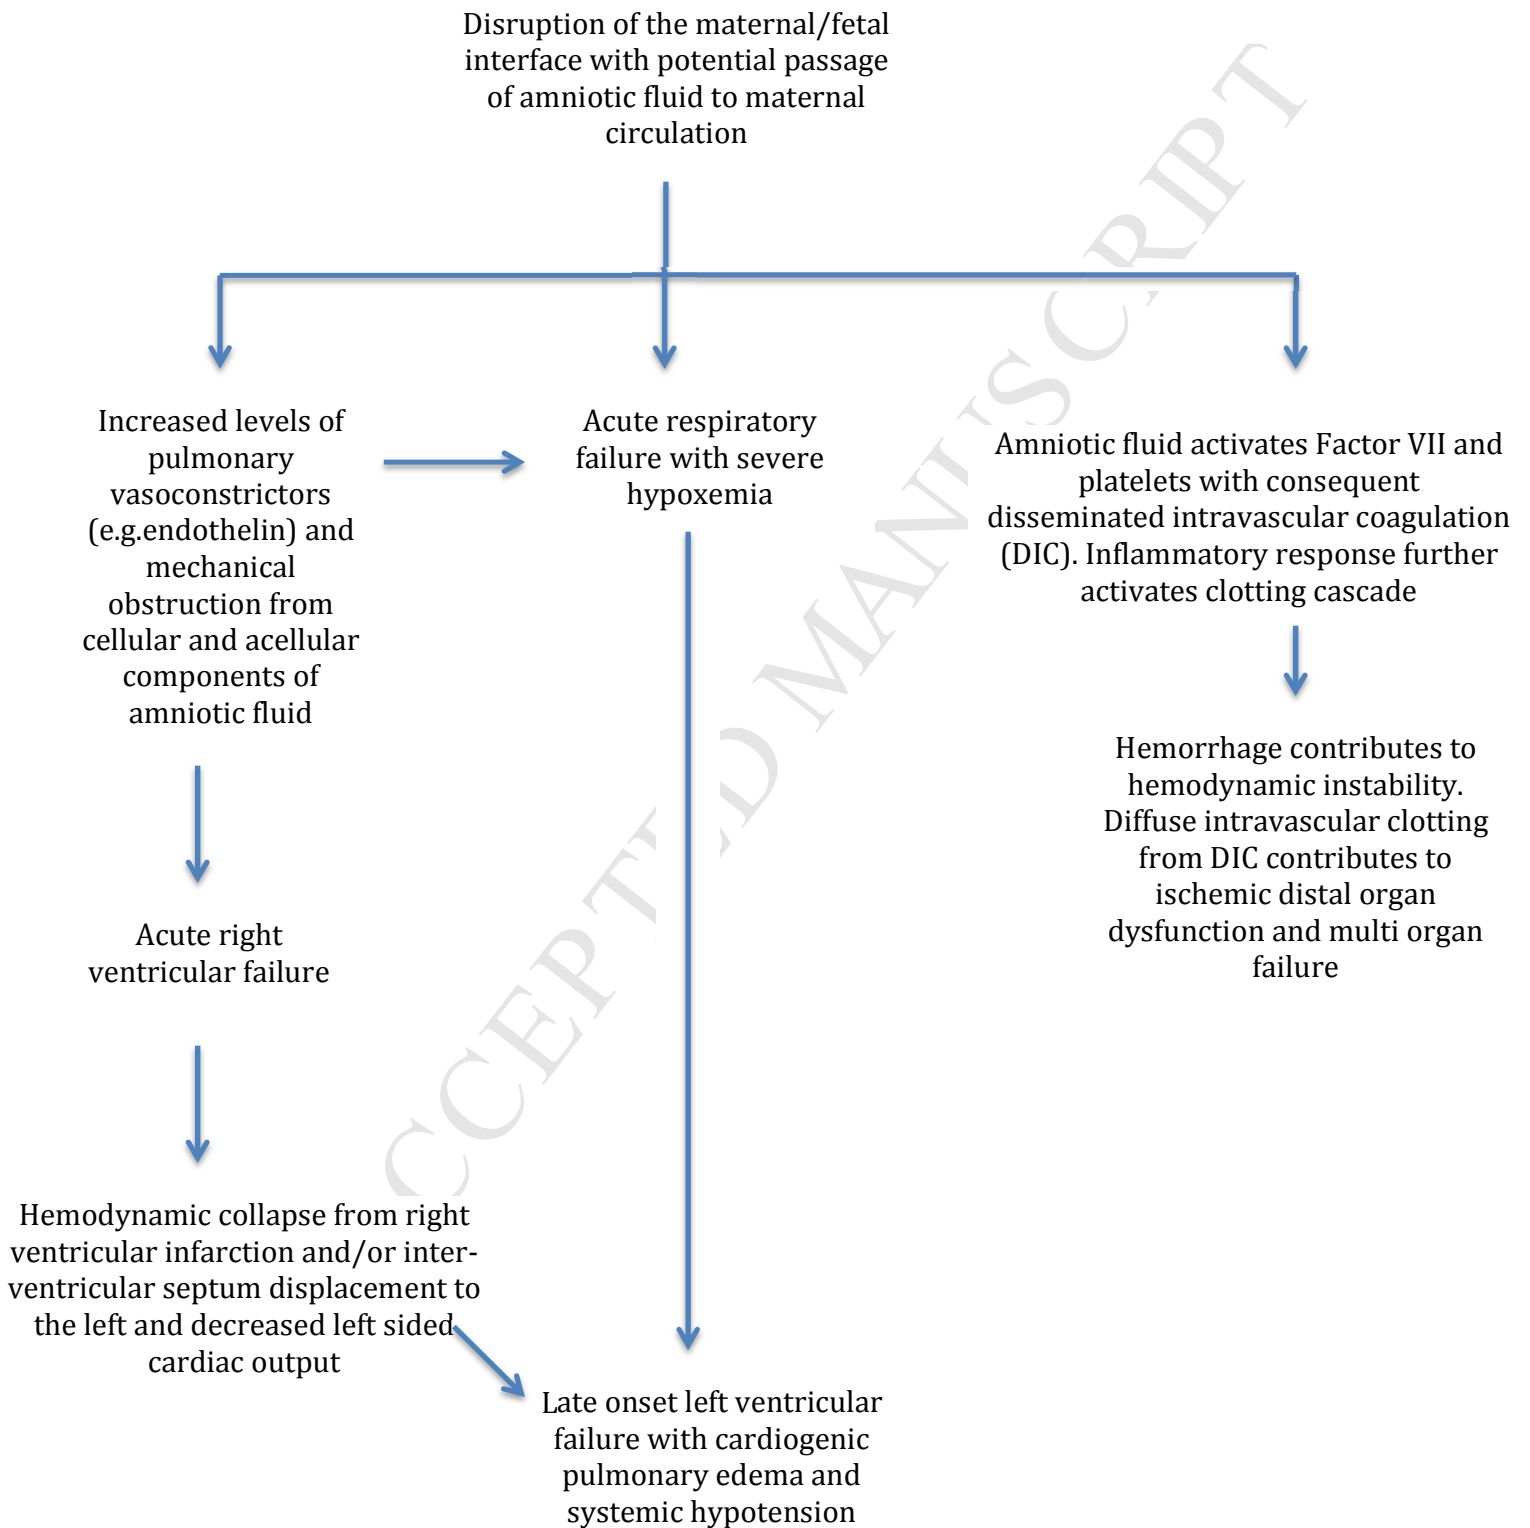 Disruption of the maternal/fetal
interface with potential passage
of amniotic fluid to maternal
circulation
Increased levels of
pulmonary
vasoconstrictors
(e.g.endothelin) and
mechanical
obstruction from
cellular and acellular
components of
amniotic fluid
Acute respiratory
failure with severe
hypoxemia
Amniotic fluid activates Factor VII and
platelets with consequent
disseminated intravascular coagulation
(DIC). Inflammatory response further
activates clotting cascade
Hemorrhage contributes to
hemodynamic instability.
Diffuse intravascular clotting
from DIC contributes to
ischemic distal organ
dysfunction and multi organ
failure
Acute right
ventricular failure
Hemodynamic collapse from right
ventricular infarction and/or inter-
ventricular septum displacement to
the left and decreased left sided
cardiac output
Late onset left ventricular
failure with cardiogenic
pulmonary edema and
systemic hypotension
CCEPTED MANUSCRIPT